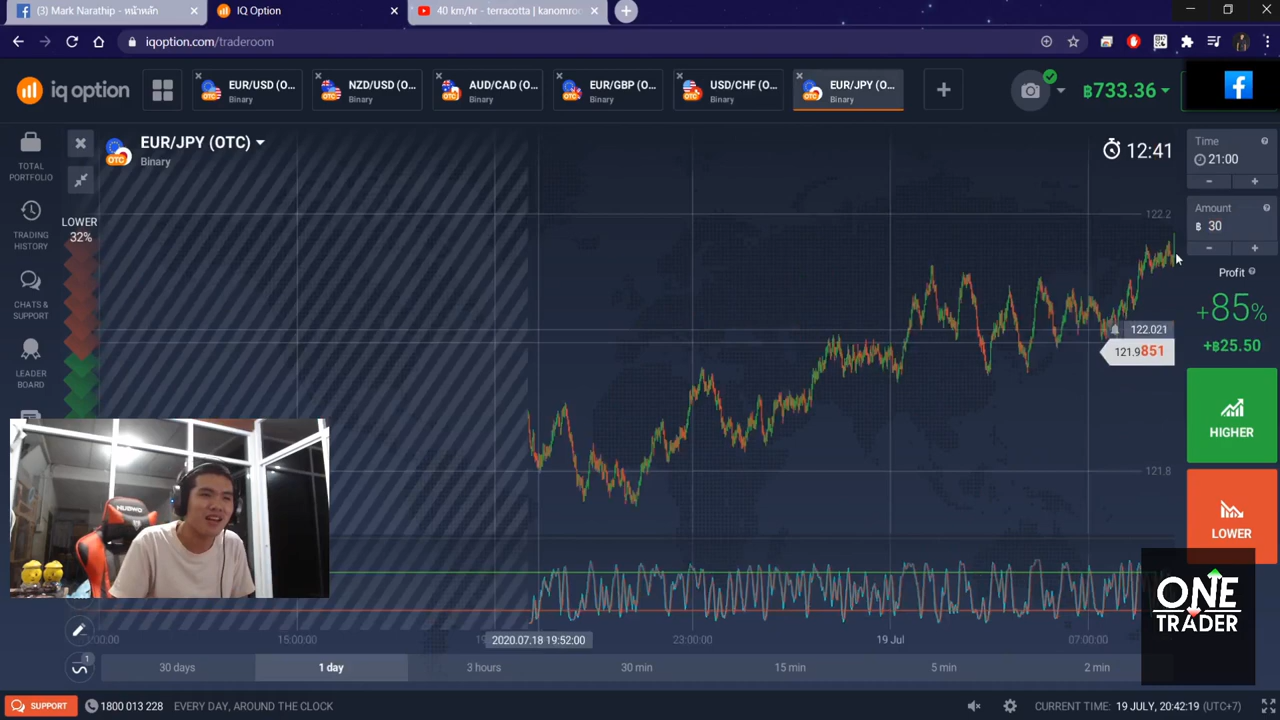 (3) Mark Narathip - หน้าหลัก
IQ Option
40 km/hr - terracotta | kanomron
iqoption.com/traderoom
iq option
EUR/USD (O...
Binary
NZD/USD (O...
Binary
AUD/CAD (O...
Binary
EUR/GBP (O...
Binary
USD/CHF (O...
Binary
EUR/JPY (O...
Binary
฿733.36
TOTAL
PORTFOLIO
TRADING
HISTORY
CHATS &
SUPPORT
LEADER
BOARD
EUR/JPY (OTC)
Binary
OTC
LOWER
32%
12:41
122.2
122.021
121.9851
121.8
Time
21:00
Amount
฿ 30
Profit
+85%
+฿25.50
HIGHER
LOWER
ONE
TRADER
HUDWO
15:00:00
2020.07.18 19:52:00
23:00:00
19 Jul
07:00:00
1
30 days
1 day
3 hours
30 min
15 min
5 min
2 min
SUPPORT
1800 013 228
EVERY DAY, AROUND THE CLOCK
CURRENT TIME: 19 JULY, 20:42:19 (UTC+7)